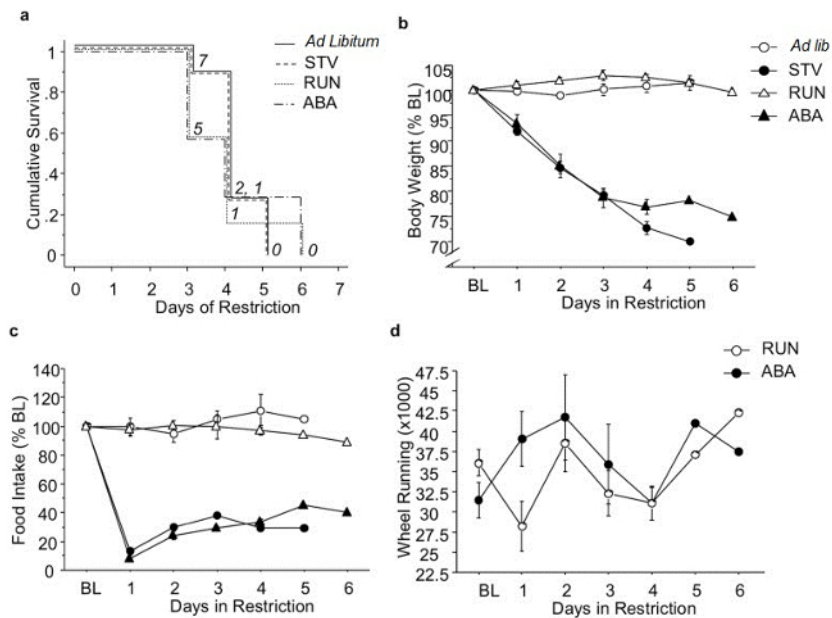 a
Ad Libitum
STV
RUN
ABA
Cumulative Survival
1
.8
.6
.4
.2
0
7
5
2, 1
1
0
0
0 1 2 3 4 5 6 7
Days of Restriction
b
Ad lib
STV
RUN
ABA
Body Weight (% BL)
105
100
95
90
85
80
75
70
BL 1 2 3 4 5 6
Days in Restriction
c
Food Intake (% BL)
140
120
100
80
60
40
20
0
BL 1 2 3 4 5 6
Days in Restriction
d
RUN
ABA
Wheel Running (x1000)
47.5
42.5
37.5
32.5
27.5
22.5
BL 1 2 3 4 5 6
Days in Restriction